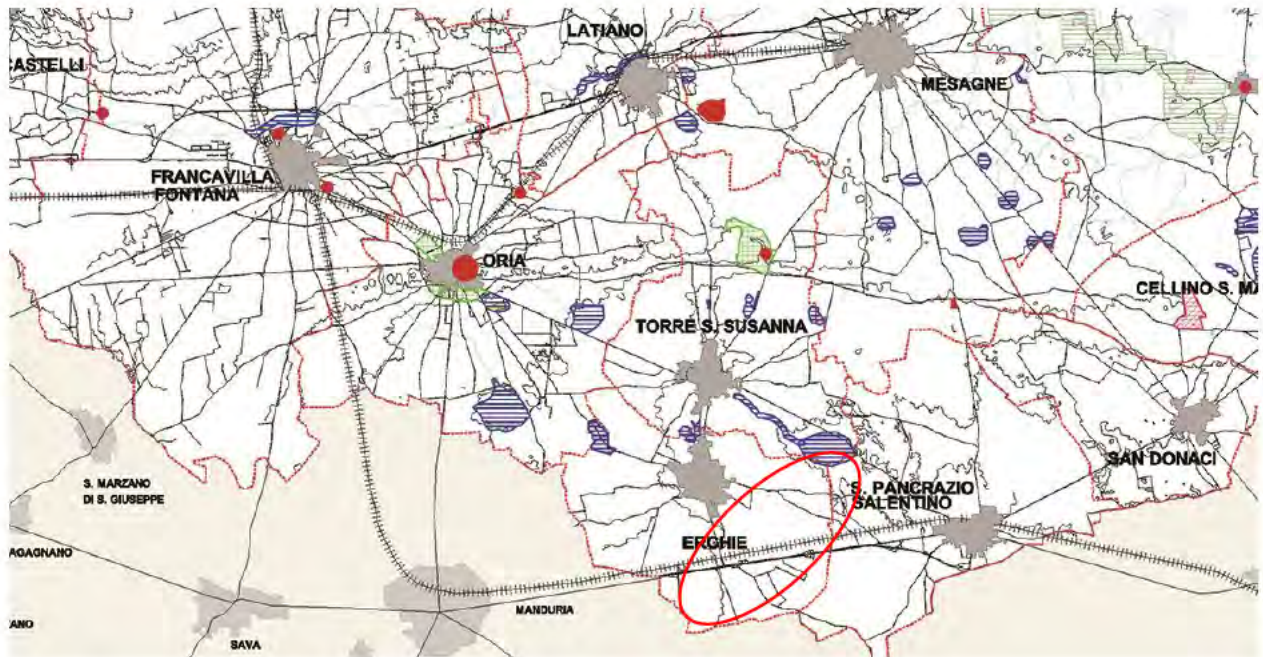 LATIANO
CASTELLI
MESAGNE
FRANCAVILLA
FONTANA
ORIA
CELLINO S. MA
TORRE S. SUSANNA
SAN DONACI
S. MARZANO
DI S. GIUSEPPE
S. PANCRAZIO
SALENTINO
ERCHIE
AGAGNANO
MANDURIA
TANO
SAVA